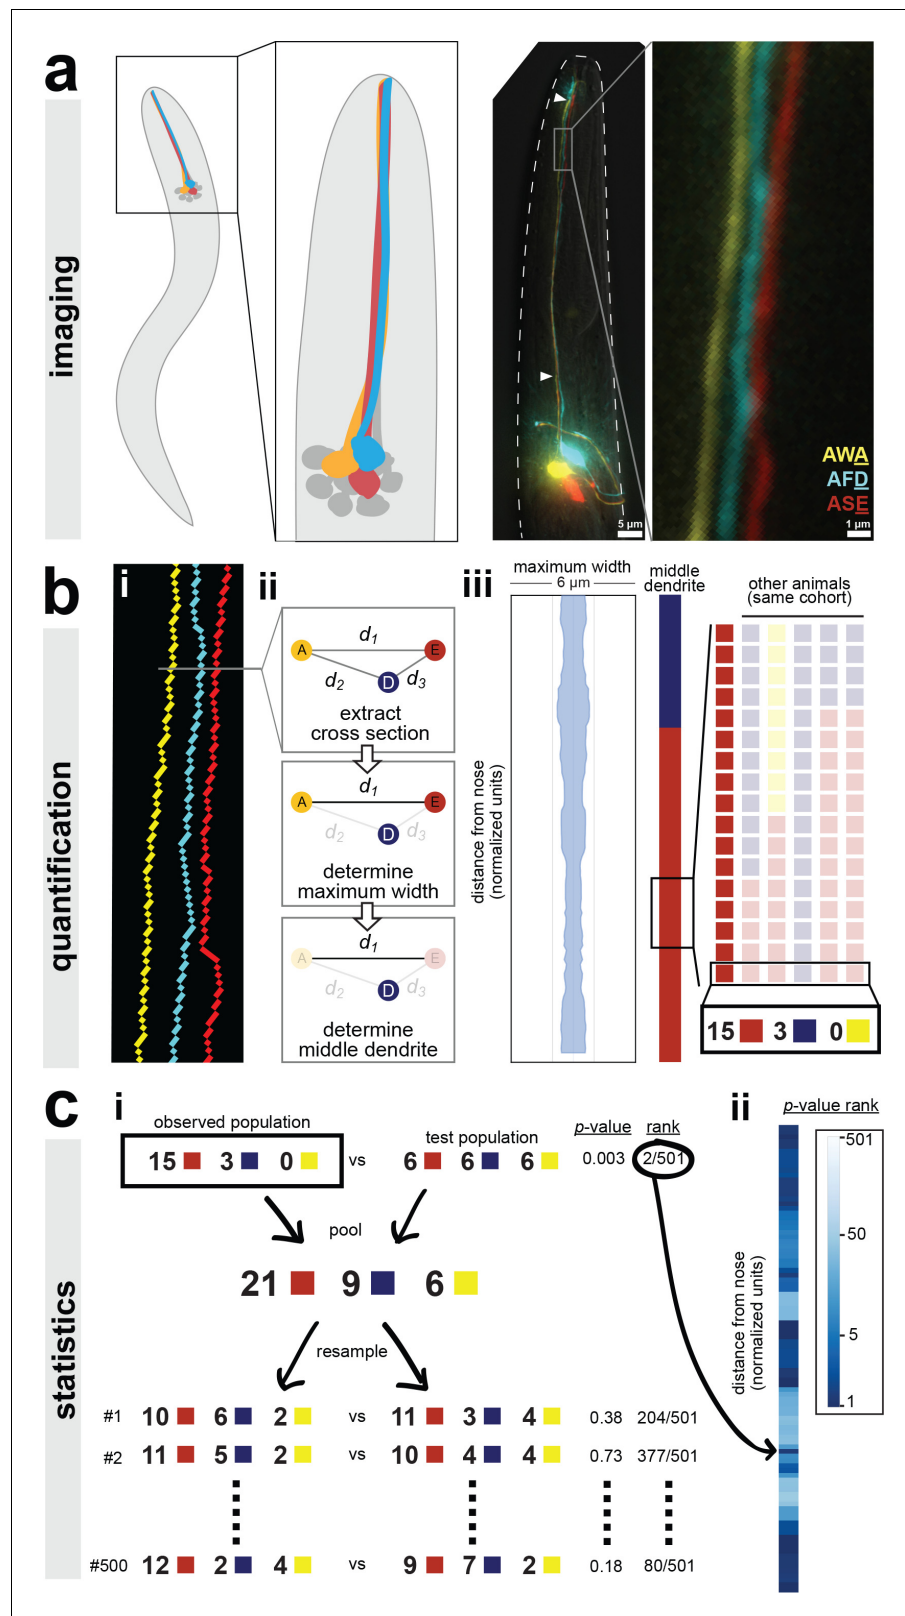 a
imaging
AWA
AFD
ASE
5 µm
1 µm
b
quantification
i
ii
iii
d1
A
E
d2
D
d3
extract
cross section
d1
A
E
d2
D
d3
determine
maximum width
d1
A
E
d2
D
d3
determine
middle dendrite
maximum width
6 µm
distance from nose
(normalized units)
middle
dendrite
other animals
(same cohort)
15 3 0
c
statistics
i
ii
observed population
test population
p-value
rank
15 3 0 vs 6 6 6 0.003 2/501
pool
21 9 6
resample
#1 10 6 2 vs 11 3 4 0.38 204/501
#2 11 5 2 vs 10 4 4 0.73 377/501
#500 12 2 4 vs 9 7 2 0.18 80/501
p-value rank
501
50
5
1
distance from nose
(normalized units)